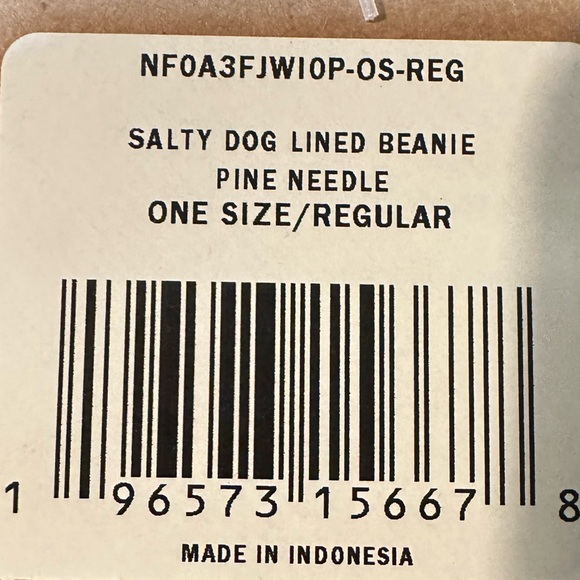 NF0A3FJWI0P-OS-REG
SALTY DOG LINED BEANIE
PINE NEEDLE
ONE SIZE/REGULAR
1 96573 15667 8
MADE IN INDONESIA